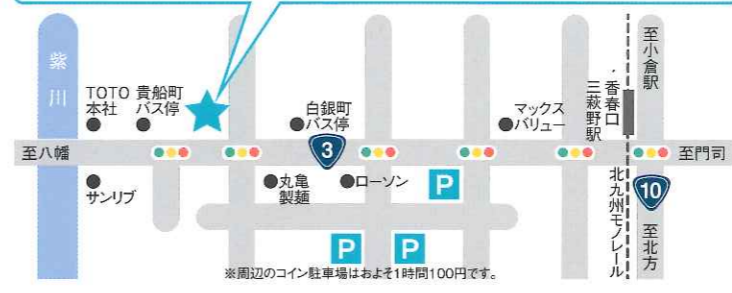 紫川
TOTO
本社
貴船町
バス停
白銀町
バス停
マックス
バリュー
香春口
三萩野駅
至小倉駅
至八幡
3
至門司
サンリブ
丸亀
製麺
ローソン
P
北九州モノレール
10
至北方
P
P
※周辺のコイン駐車場はおよそ1時間100円です。